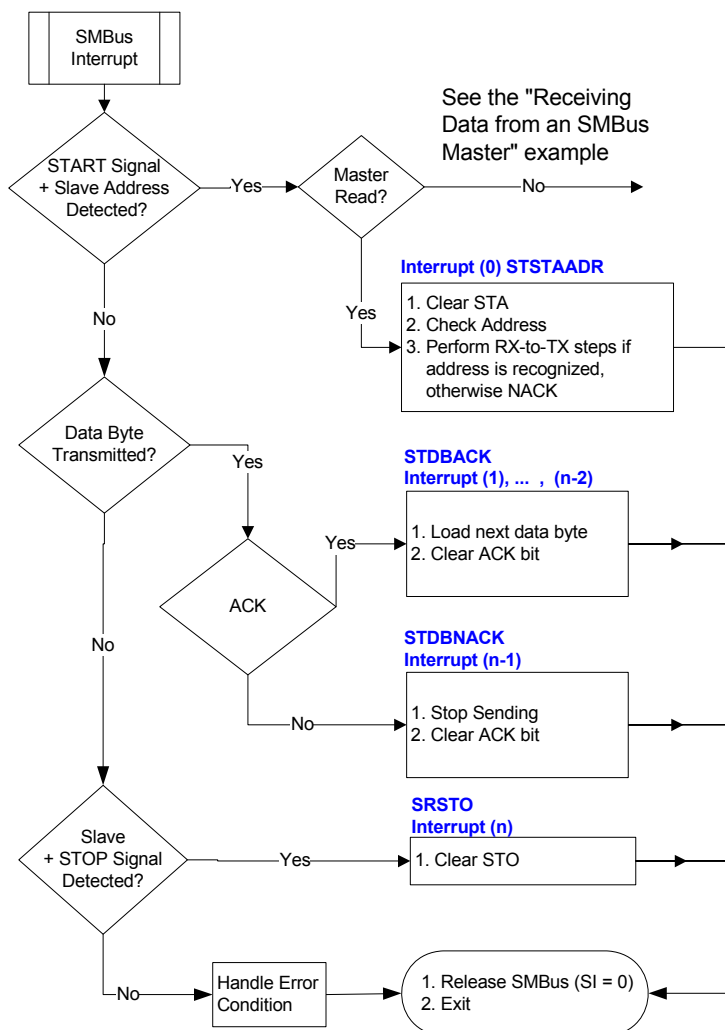 SMBus
Interrupt
See the "Receiving
Data from an SMBus
Master" example
START Signal
+ Slave Address
Detected?
Yes
Master
Read?
No
Interrupt (0) STSTAADR
Yes
1. Clear STA
2. Check Address
3. Perform RX-to-TX steps if
address is recognized,
otherwise NACK
No
Data Byte
Transmitted?
Yes
STDBACK
Interrupt (1), ... , (n-2)
Yes
1. Load next data byte
2. Clear ACK bit
ACK
STDBNACK
Interrupt (n-1)
No
No
1. Stop Sending
2. Clear ACK bit
SRSTO
Interrupt (n)
Slave
+ STOP Signal
Detected?
Yes
1. Clear STO
No
Handle Error
Condition
1. Release SMBus (SI = 0)
2. Exit